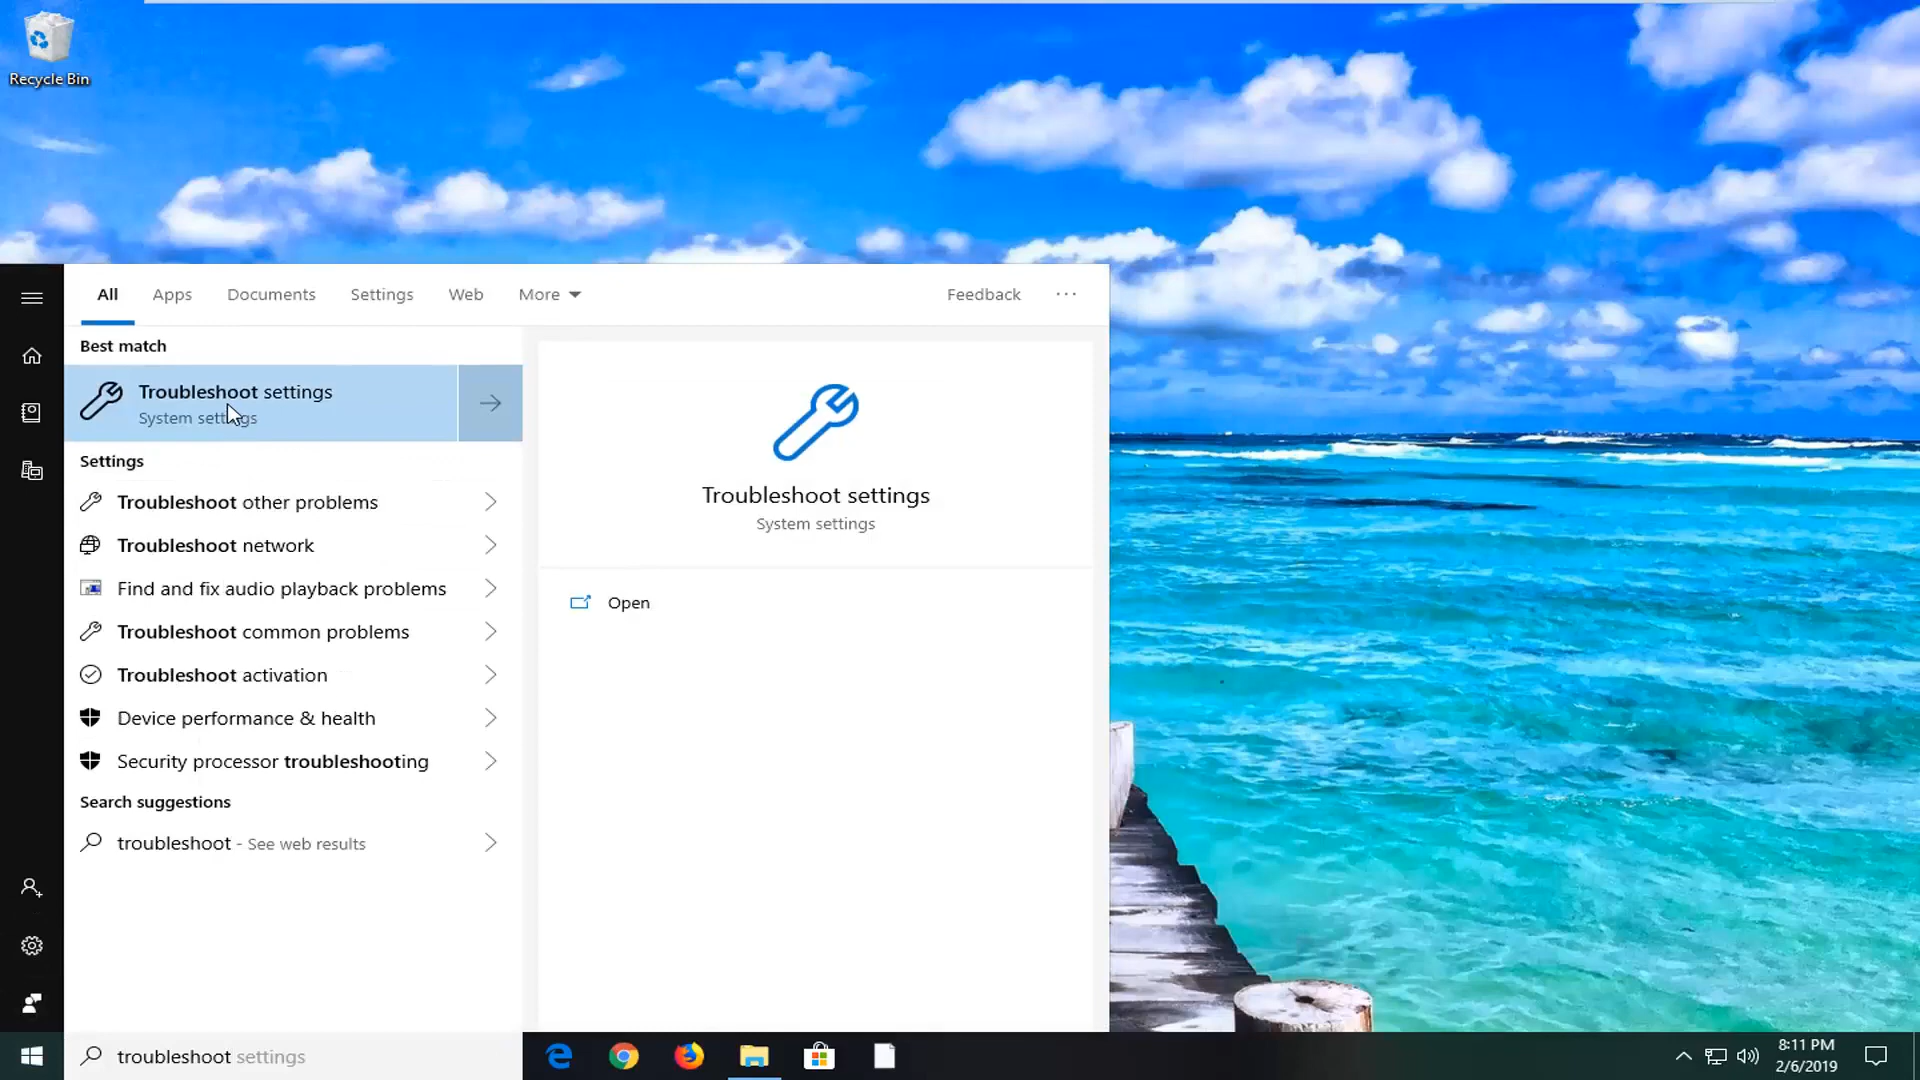 Recycle Bin
All Apps Documents Settings Web More Feedback ...
Best match
Troubleshoot settings
System settings
Settings
Troubleshoot other problems
Troubleshoot network
Find and fix audio playback problems
Troubleshoot common problems
Troubleshoot activation
Device performance & health
Security processor troubleshooting
Search suggestions
troubleshoot - See web results
Troubleshoot settings
System settings
Open
troubleshoot settings
8:11 PM
2/6/2019